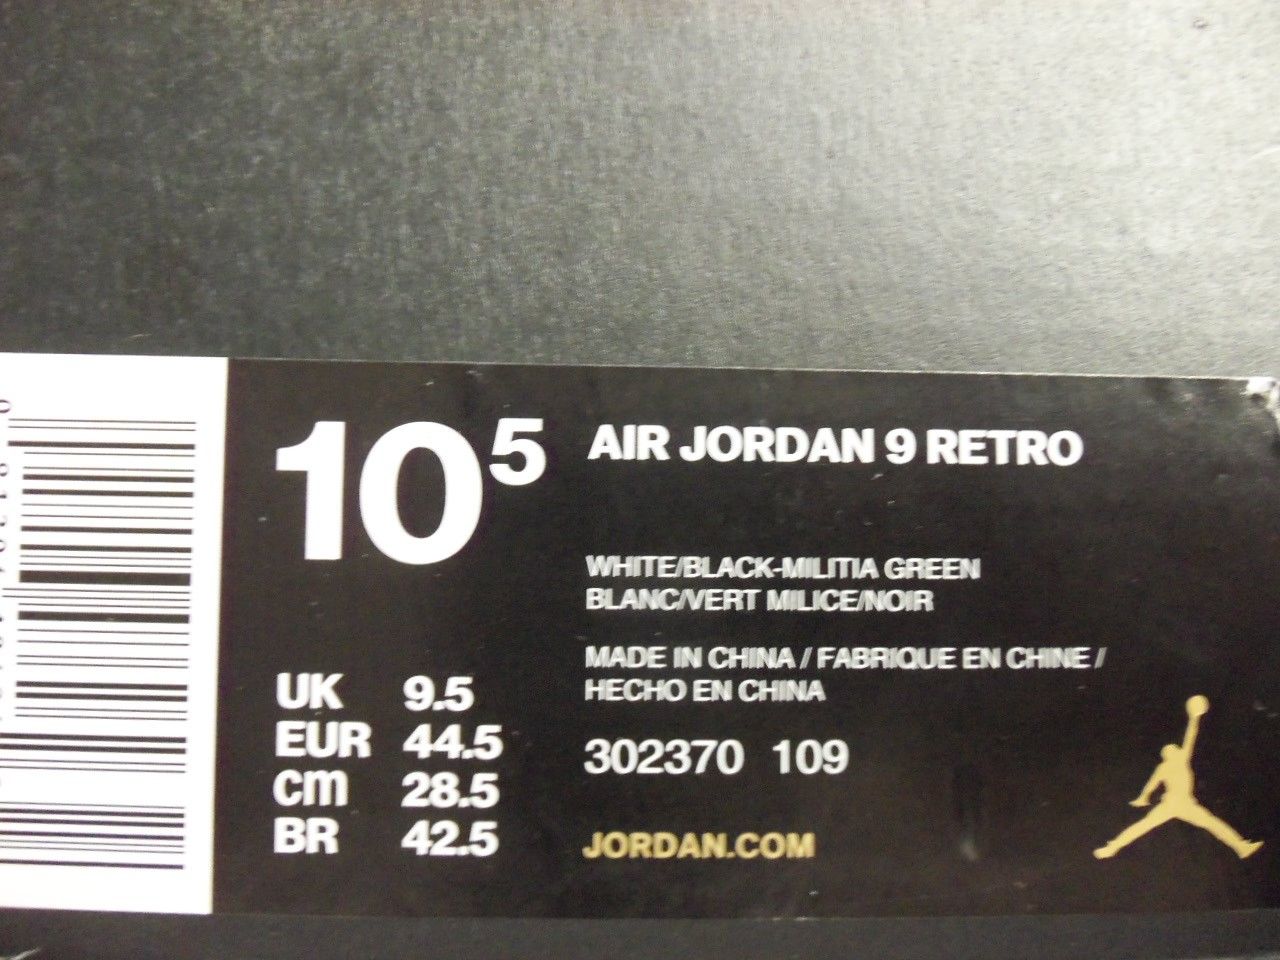 10⁵
AIR JORDAN 9 RETRO
WHITE/BLACK-MILITIA GREEN
BLANC/VERT MILICE/NOIR
MADE IN CHINA / FABRIQUE EN CHINE /
HECHO EN CHINA
302370 109
JORDAN.COM
UK 9.5
EUR 44.5
cm 28.5
BR 42.5